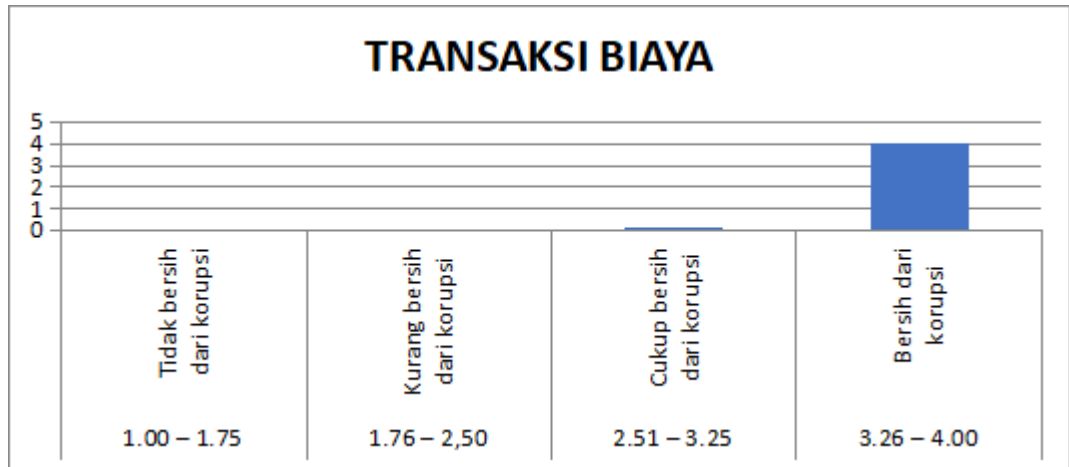 TRANSAKSI BIAYA
5
4
3
2
1
0
Tidak bersih
dari korupsi
Kurang bersih
dari korupsi
Cukup bersih
dari korupsi
Bersih dari
korupsi
1.00 – 1.75
1.76 – 2,50
2.51 – 3.25
3.26 – 4.00